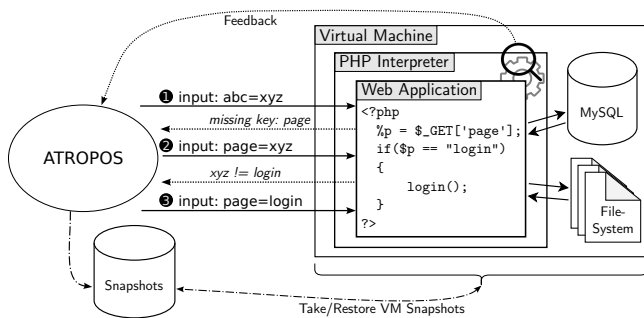 Feedback
Virtual Machine
PHP Interpreter
Web Application
❶ input: abc=xyz
missing key: page
❷ input: page=xyz
xyz != login
❸ input: page=login
ATROPOS
<?php
%p = $_GET['page'];
if($p == "login")
{
login();
}
?>
MySQL
File-
System
Snapshots
Take/Restore VM Snapshots